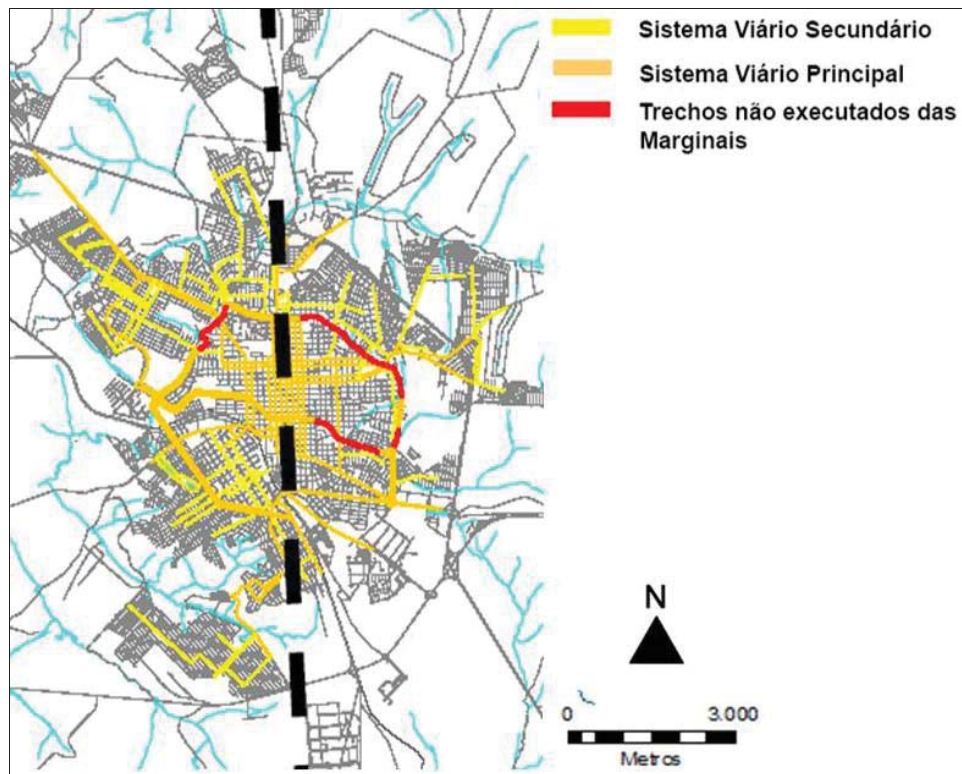 Sistema Viário Secundário
Sistema Viário Principal
Trechos não executados das
Marginais
N
0 3.000
Metros